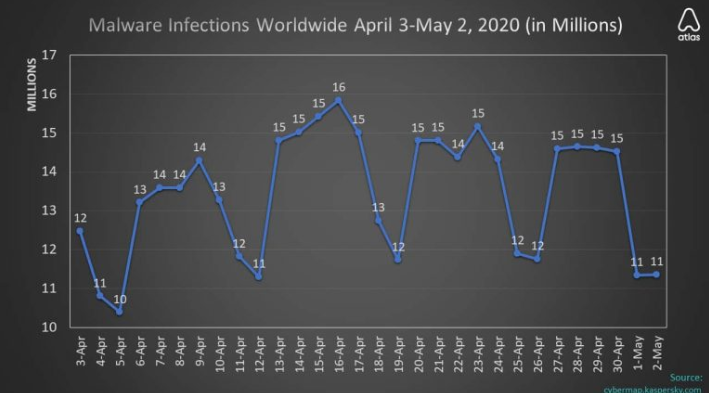 Malware Infections Worldwide April 3-May 2, 2020 (in Millions)
atlas
MILLIONS
17
16
15
14
13
12
11
10
12
11
10
13
14
14
14
13
12
11
15
15
15
16
15
13
12
15
15
14
15
14
12
12
15
15
15
15
11
11
3-Apr
4-Apr
5-Apr
6-Apr
7-Apr
8-Apr
9-Apr
10-Apr
11-Apr
12-Apr
13-Apr
14-Apr
15-Apr
16-Apr
17-Apr
18-Apr
19-Apr
20-Apr
21-Apr
22-Apr
23-Apr
24-Apr
25-Apr
26-Apr
27-Apr
28-Apr
29-Apr
30-Apr
1-May
2-May
Source:
cybermap.kaspersky.com